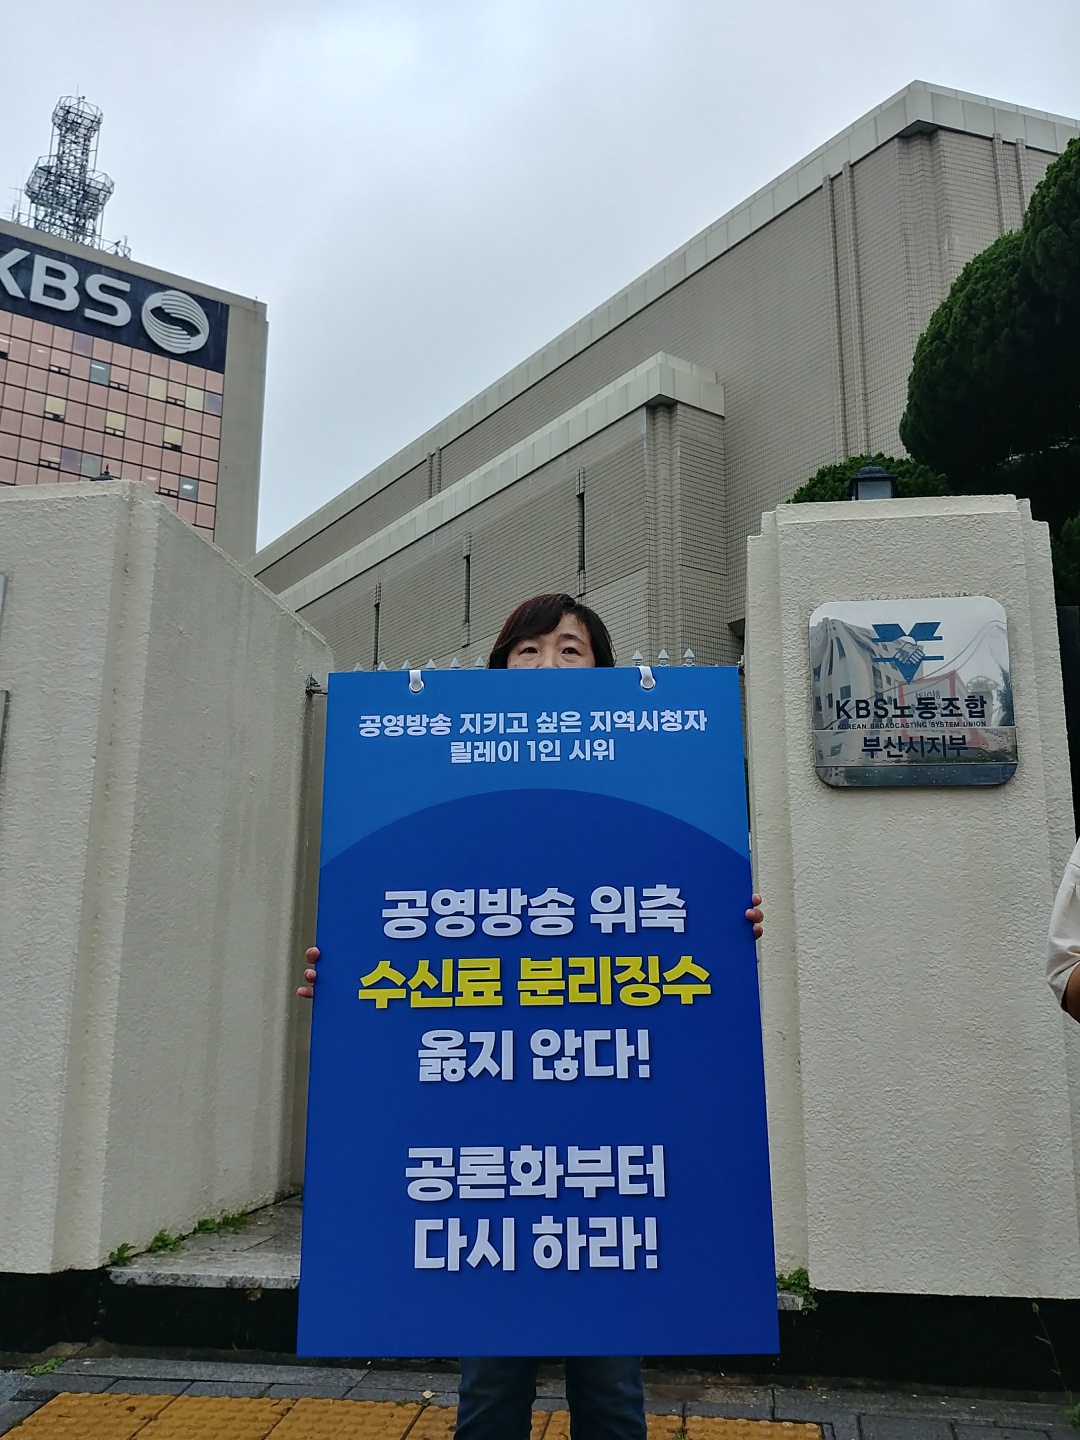 KBS
공영방송 지키고 싶은 지역시청자
릴레이 1인 시위
공영방송 위축
수신료 분리징수
옳지 않다!
공론화부터
다시 하라!
KBS노동조합
KOREAN BROADCASTING SYSTEM UNION
부산시지부